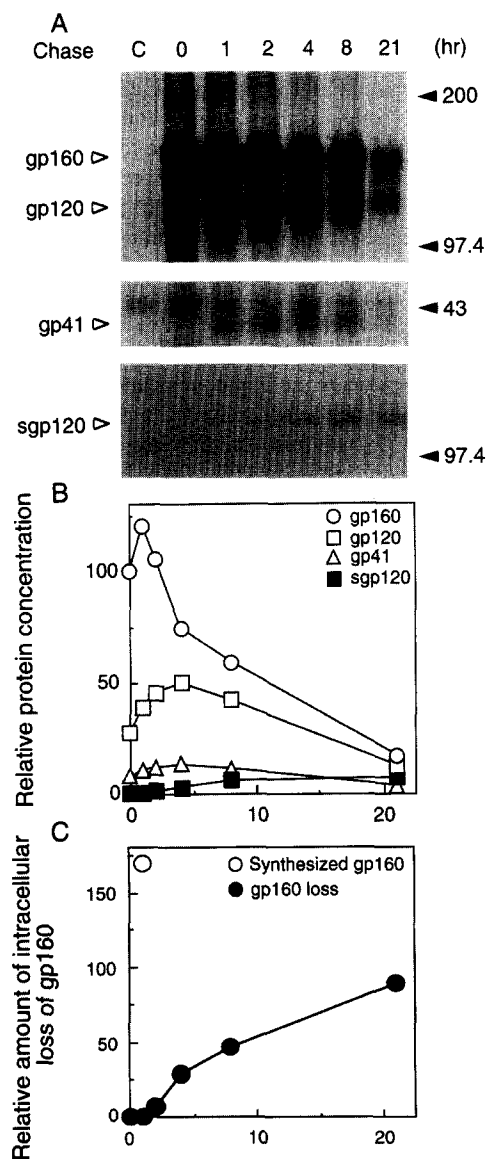 A
Chase C 0 1 2 4 8 21 (hr)
200
gp160
gp120
97.4
43
gp41
sgp120
97.4
B
Relative protein concentration
100
50
0
0 10 20
gp160
gp120
gp41
sgp120
C
Relative amount of intracellular
loss of gp160
150
100
50
0
0 10 20
Synthesized gp160
gp160 loss